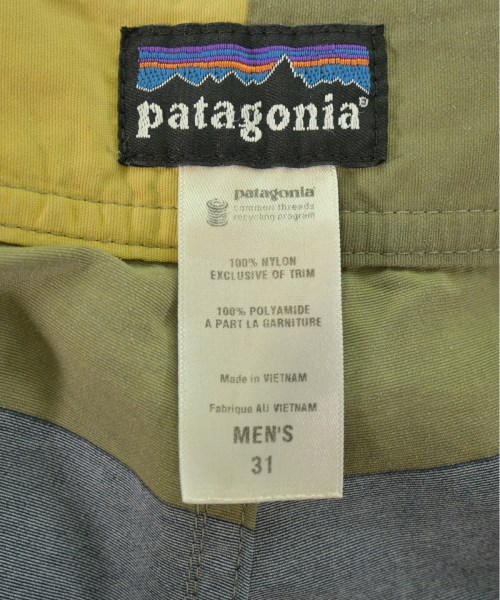 patagonia®
patagonia
common threads
recycling program
100% NYLON
EXCLUSIVE OF TRIM
100% POLYAMIDE
A PART LA GARNITURE
Made in VIETNAM
Fabrique AU VIETNAM
MEN'S
31